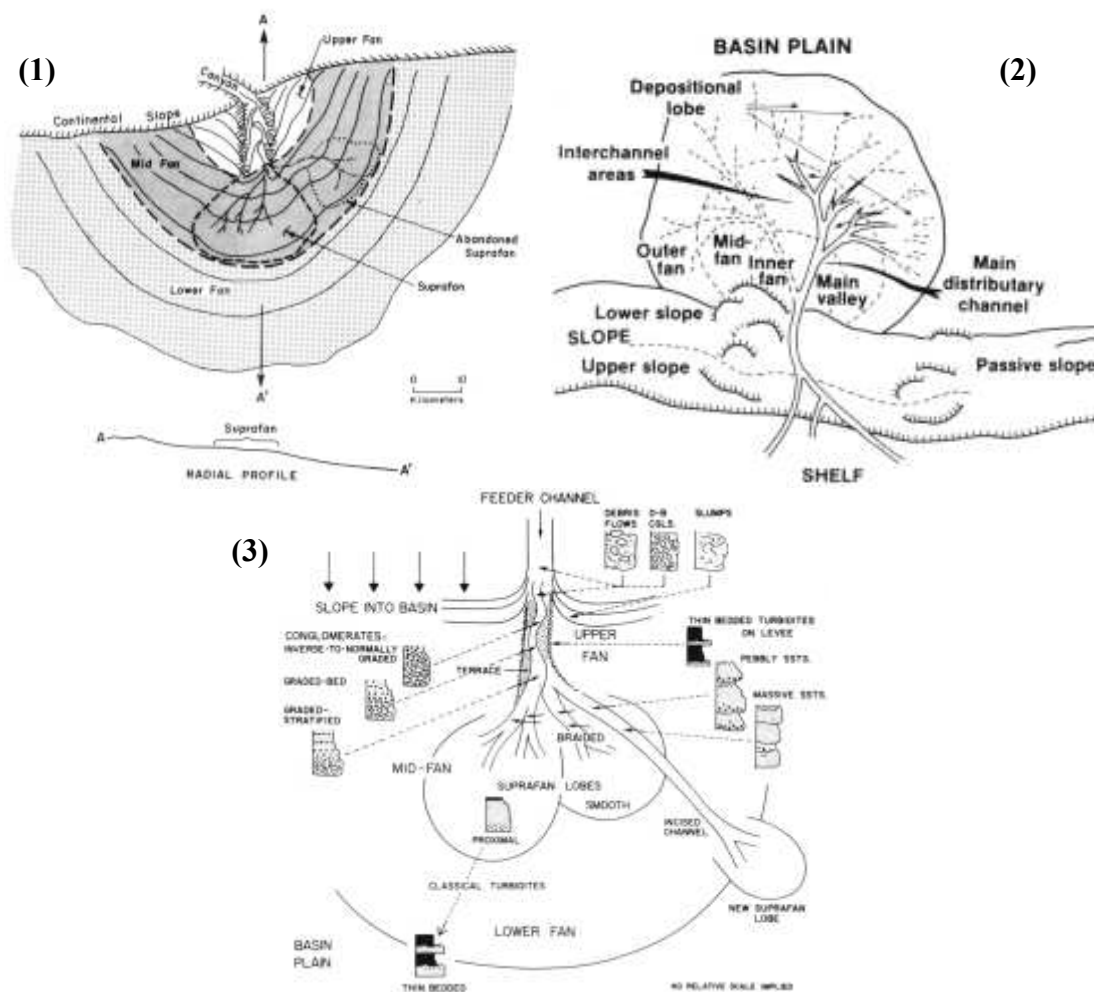 (1)
A
Upper Fan
Canyon
Continental Slope
Mid Fan
Abandoned
Suprafan
Suprafan
Lower Fan
A'
0 10
Kilometers
Suprafan
A
A'
RADIAL PROFILE
(2)
BASIN PLAIN
Depositional
lobe
Interchannel
areas
Outer
fan
Mid-
fan
Inner
fan
Main
valley
Main
distributary
channel
Lower slope
SLOPE
Upper slope
Passive slope
SHELF
(3)
FEEDER CHANNEL
DEBRIS
FLOWS
D-B
CGLS.
SLUMPS
SLOPE INTO BASIN
CONGLOMERATES:
INVERSE-TO-NORMALLY
GRADED
GRADED-BED
GRADED-
STRATIFIED
TERRACE
UPPER
FAN
THIN BEDDED TURBIDITES
ON LEVEE
PEBBLY SSTS.
MASSIVE SSTS.
BRAIDED
MID-FAN
SUPRAFAN LOBES
SMOOTH
PROXIMAL
INCISED
CHANNEL
CLASSICAL TURBIDITES
NEW SUPRAFAN
LOBE
LOWER FAN
BASIN
PLAIN
THIN BEDDED
NO RELATIVE SCALE IMPLIED